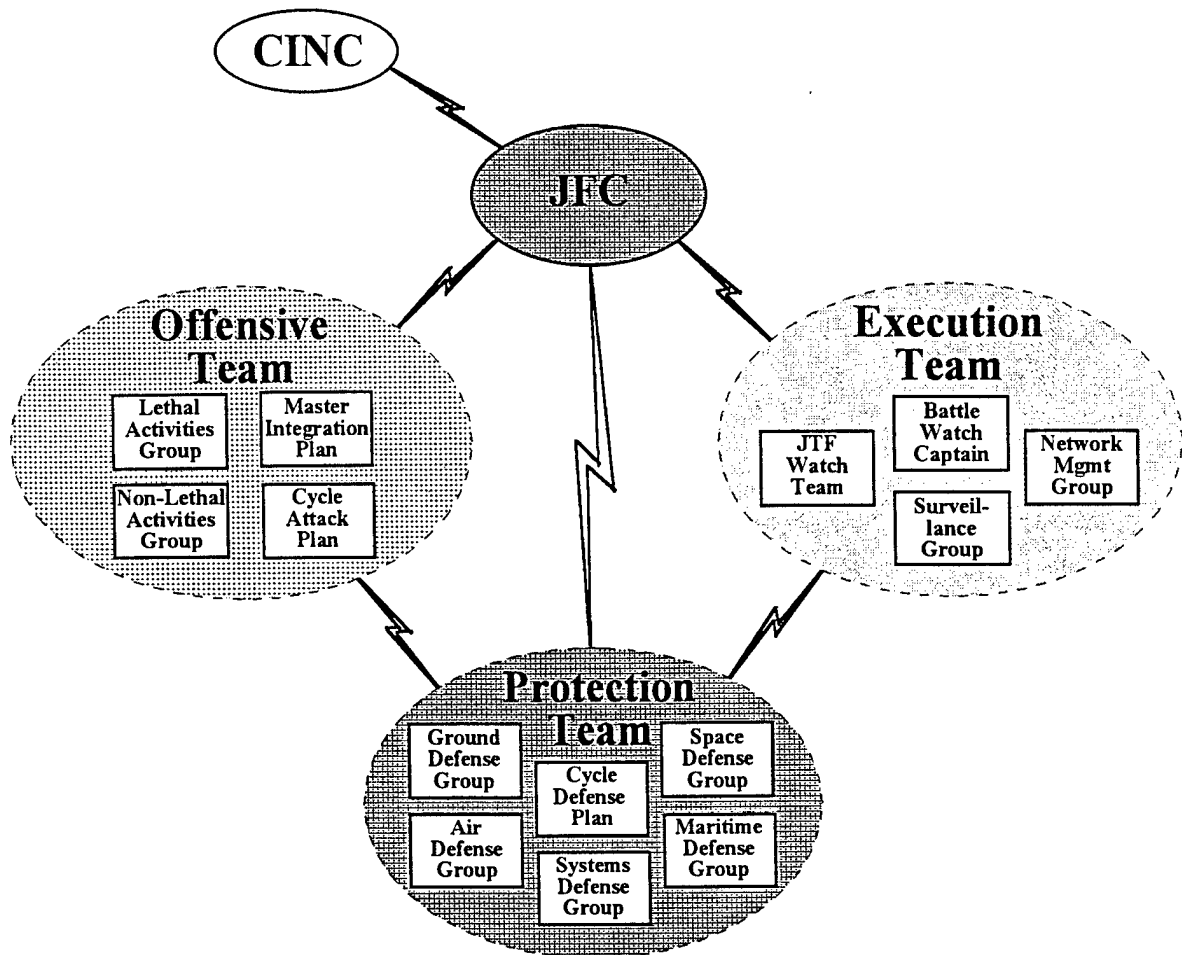 CINC
JFC
Offensive
Team
Lethal
Activities
Group
Master
Integration
Plan
Non-Lethal
Activities
Group
Cycle
Attack
Plan
Execution
Team
JTF
Watch
Team
Battle
Watch
Captain
Network
Mgmt
Group
Surveil-
lance
Group
Protection
Team
Ground
Defense
Group
Cycle
Defense
Plan
Space
Defense
Group
Air
Defense
Group
Systems
Defense
Group
Maritime
Defense
Group